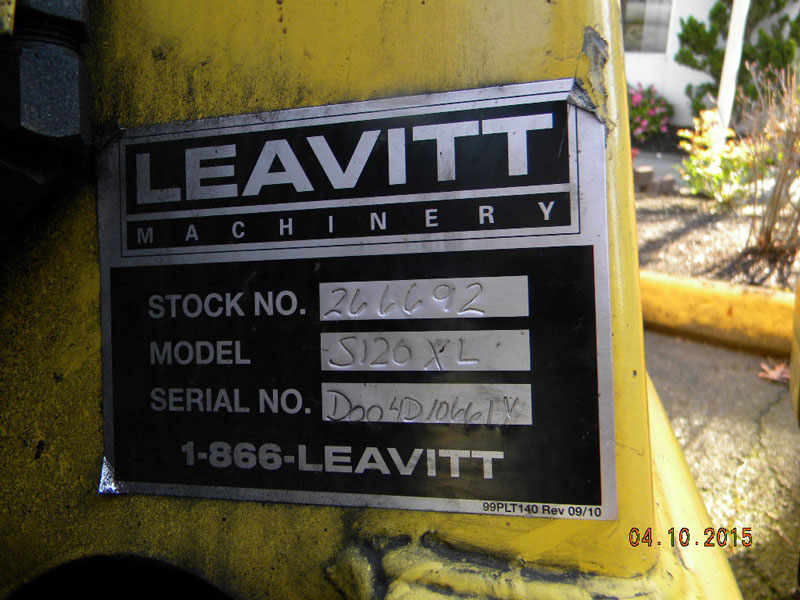 LEAVITT
MACHINERY
STOCK NO. 266692
MODEL S120XL
SERIAL NO. D004D10661Y
1-866-LEAVITT
99PLT140 Rev 09/10
04.10.2015